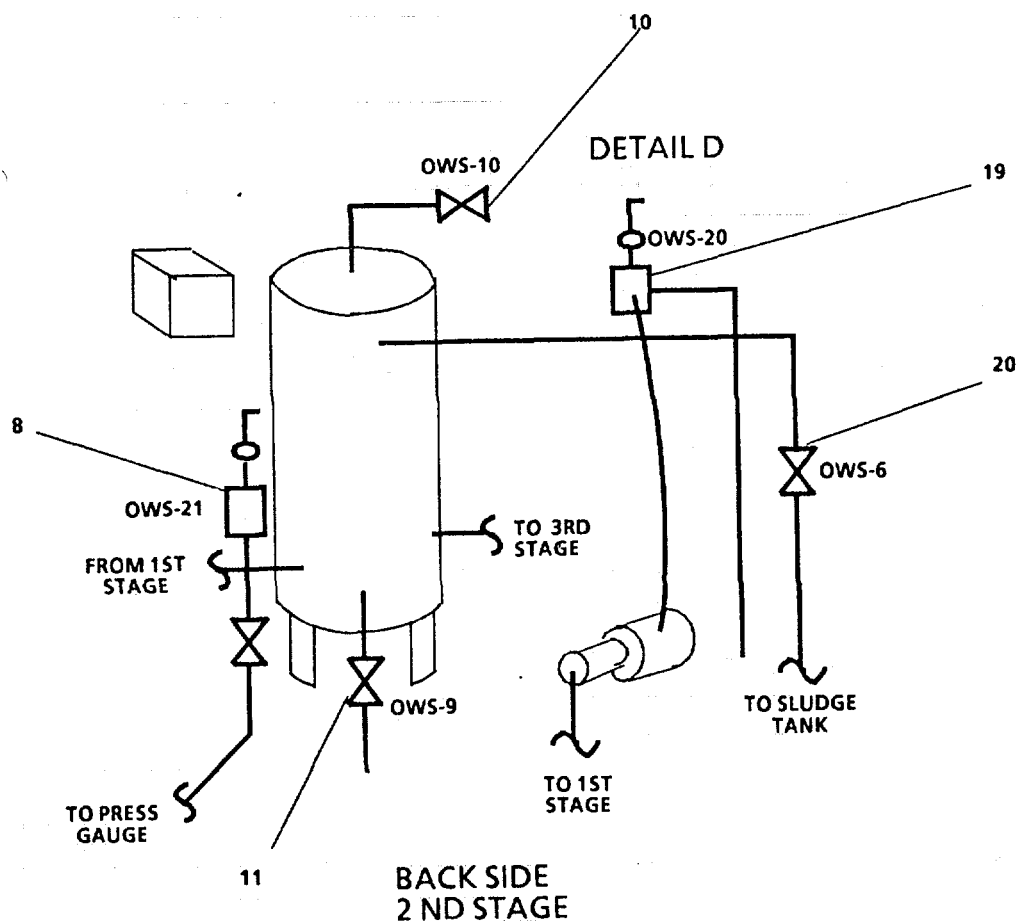 10
DETAIL D
OWS-10
19
OWS-20
20
8
OWS-6
OWS-21
TO 3RD
STAGE
FROM 1ST
STAGE
OWS-9
TO SLUDGE
TANK
TO 1ST
STAGE
TO PRESS
GAUGE
11
BACK SIDE
2 ND STAGE